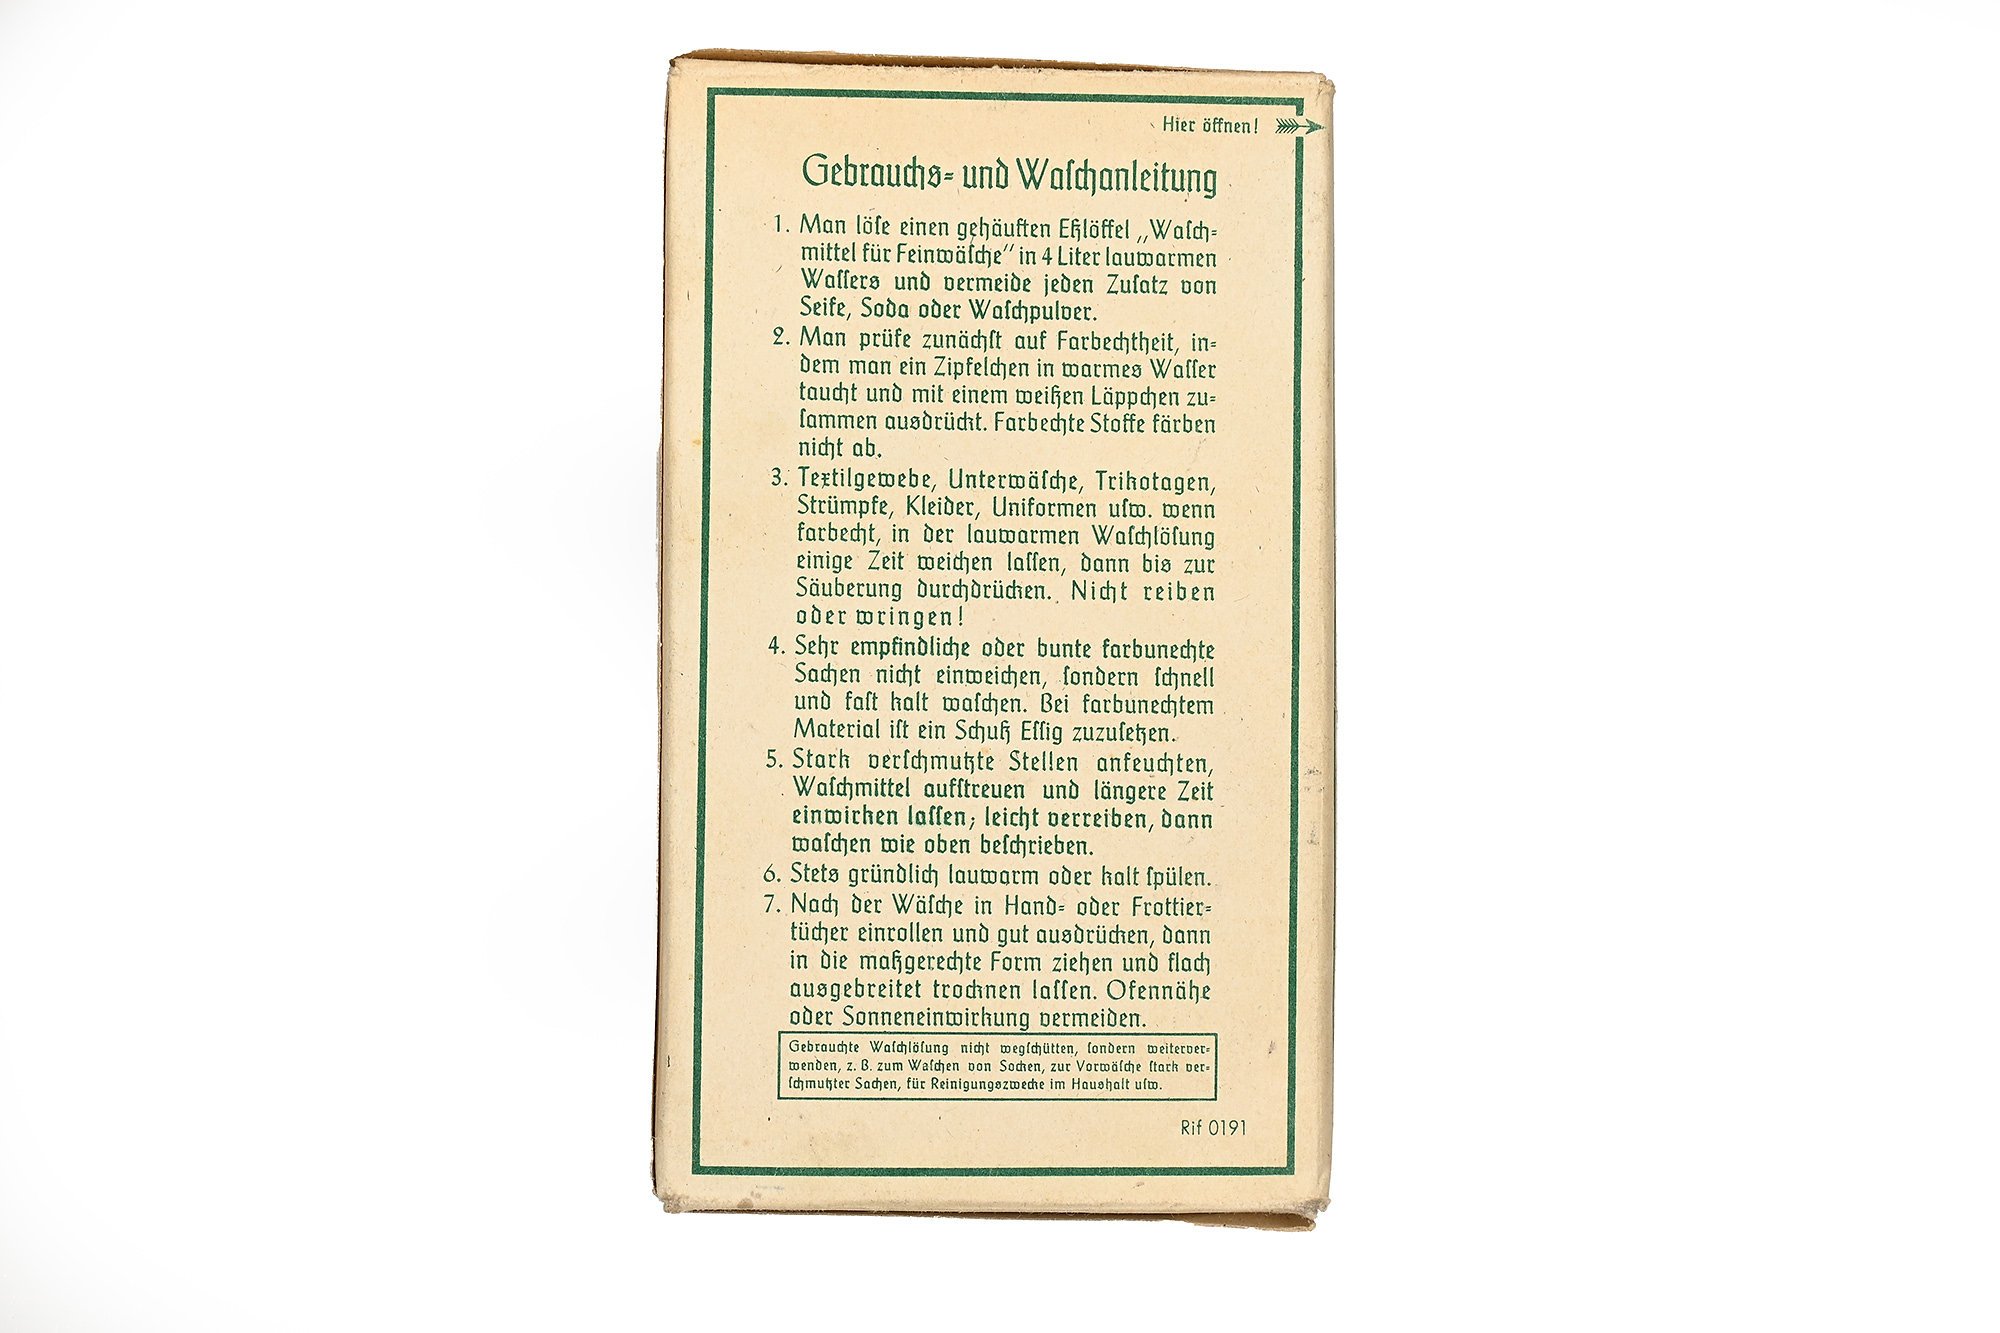 Hier öffnen!
Gebrauchs- und Waſchanleitung
1. Man löſe einen gehäuften Eßlöffel „Waſch-
mittel für Feinwäſche" in 4 Liter lauwarmen
Waſſers und vermeide jeden Zuſatz von
Seife, Soda oder Waſchpulver.
2. Man prüfe zunächſt auf Farbechtheit, in-
dem man ein Zipfelchen in warmes Waſſer
taucht und mit einem weißen Läppchen zu-
ſammen ausdrückt. Farbechte Stoffe färben
nicht ab.
3. Textilgewebe, Unterwäſche, Trikotagen,
Strümpfe, Kleider, Uniformen uſw. wenn
farbecht, in der lauwarmen Waſchlöſung
einige Zeit weichen laſſen, dann bis zur
Säuberung durchdrücken. Nicht reiben
oder wringen!
4. Sehr empfindliche oder bunte farbunechte
Sachen nicht einweichen, ſondern ſchnell
und faſt kalt waſchen. Bei farbunechtem
Material iſt ein Schuß Eſſig zuzuſetzen.
5. Stark verſchmutzte Stellen anfeuchten,
Waſchmittel aufſtreuen und längere Zeit
einwirken laſſen; leicht verreiben, dann
waſchen wie oben beſchrieben.
6. Stets gründlich lauwarm oder kalt ſpülen.
7. Nach der Wäſche in Hand- oder Frottier-
tücher einrollen und gut ausdrücken, dann
in die maßgerechte Form ziehen und flach
ausgebreitet trocknen laſſen. Ofennähe
oder Sonneneinwirkung vermeiden.
Gebrauchte Waſchlöſung nicht wegſchütten, ſondern weiterver-
wenden, z. B. zum Waſchen von Socken, zur Vorwäſche ſtark ver-
ſchmutzter Sachen, für Reinigungszwecke im Haushalt uſw.
Rif 0191